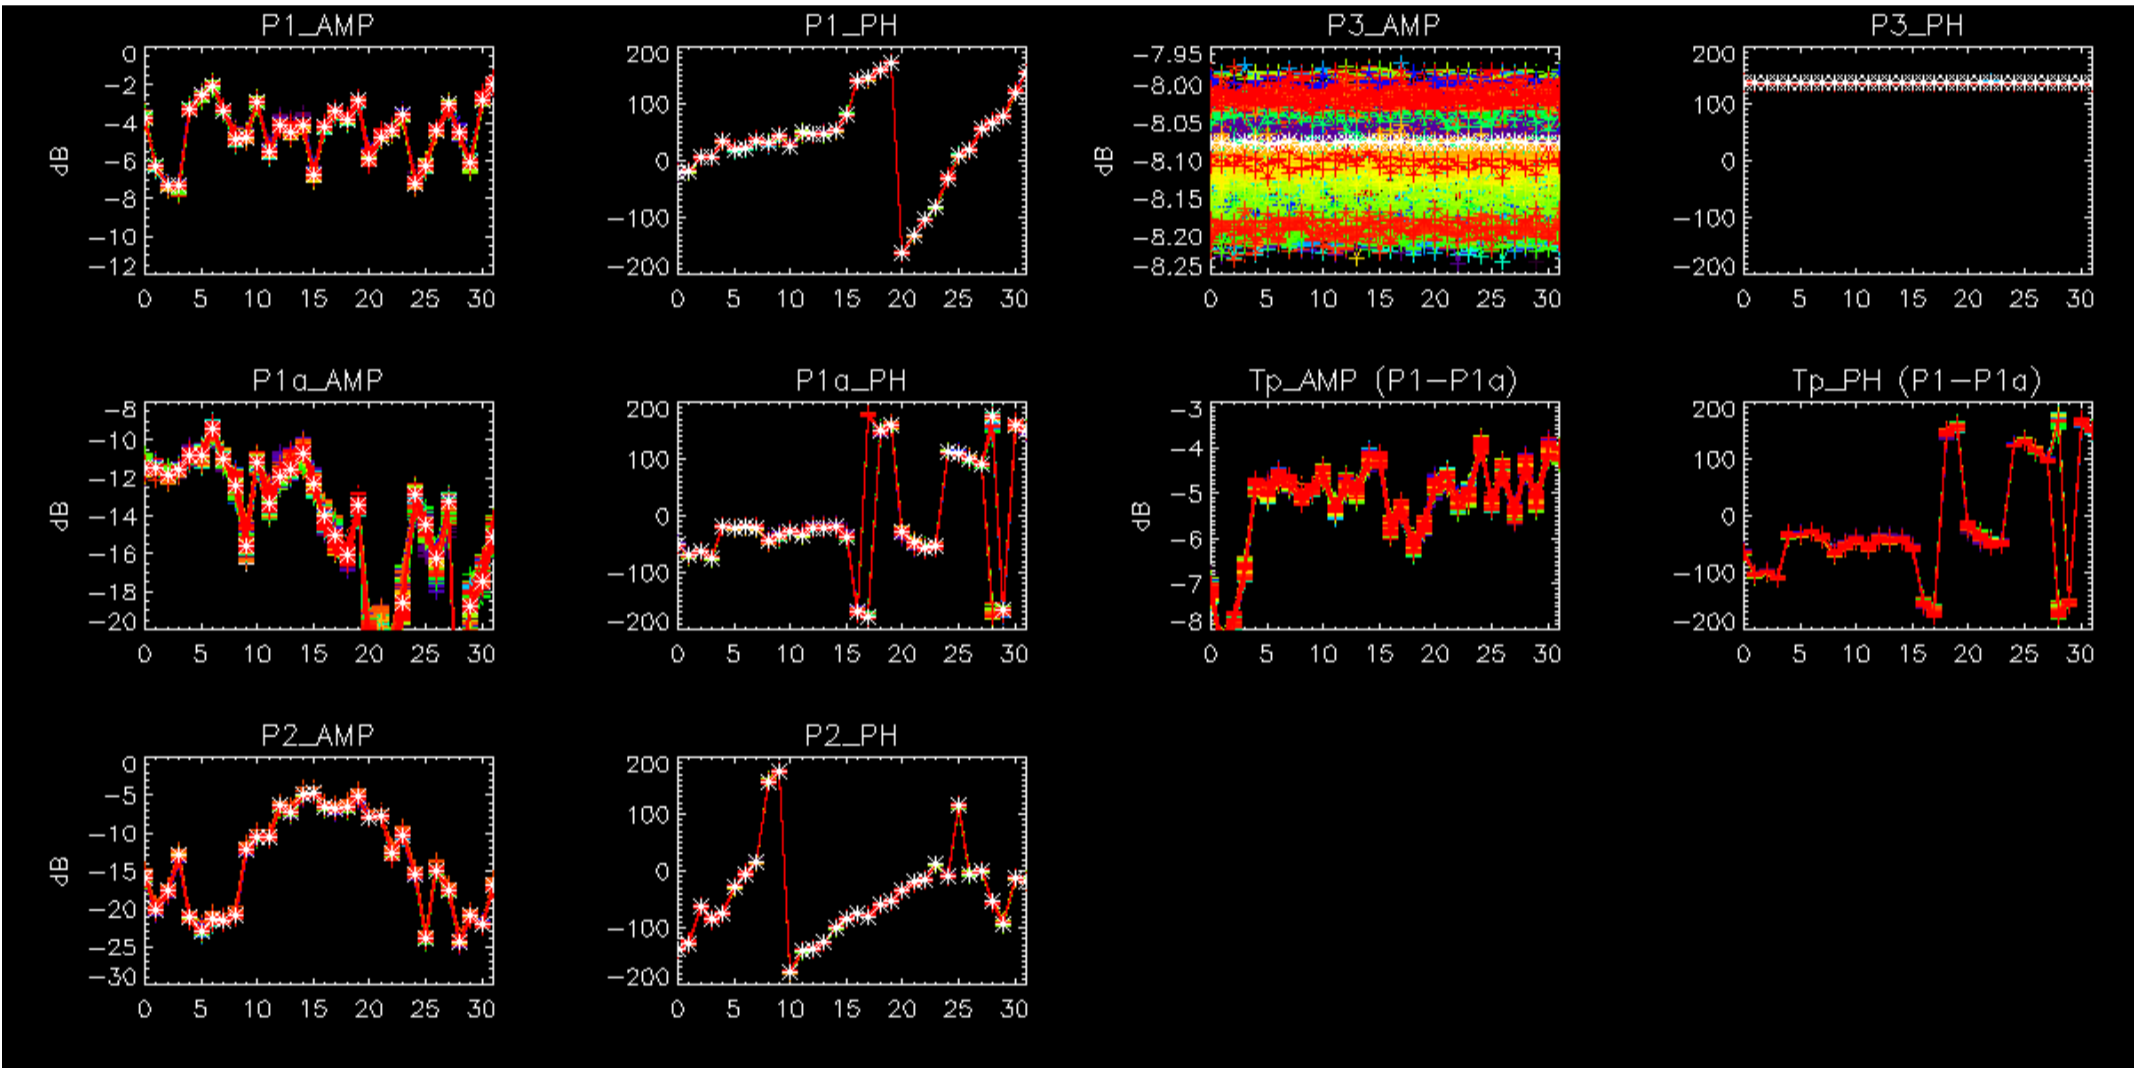 P1_AMP
P1_PH
P3_AMP
P3_PH
0
-2
-4
-6
-8
-10
-12
dB
0 5 10 15 20 25 30
200
100
0
-100
-200
0 5 10 15 20 25 30
-7.95
-8.00
-8.05
-8.10
-8.15
-8.20
-8.25
dB
0 5 10 15 20 25 30
200
100
0
-100
-200
0 5 10 15 20 25 30
P1a_AMP
P1a_PH
Tp_AMP (P1-P1a)
Tp_PH (P1-P1a)
-8
-10
-12
-14
-16
-18
-20
dB
0 5 10 15 20 25 30
200
100
0
-100
-200
0 5 10 15 20 25 30
-3
-4
-5
-6
-7
-8
dB
0 5 10 15 20 25 30
200
100
0
-100
-200
0 5 10 15 20 25 30
P2_AMP
P2_PH
0
-5
-10
-15
-20
-25
-30
dB
0 5 10 15 20 25 30
200
100
0
-100
-200
0 5 10 15 20 25 30